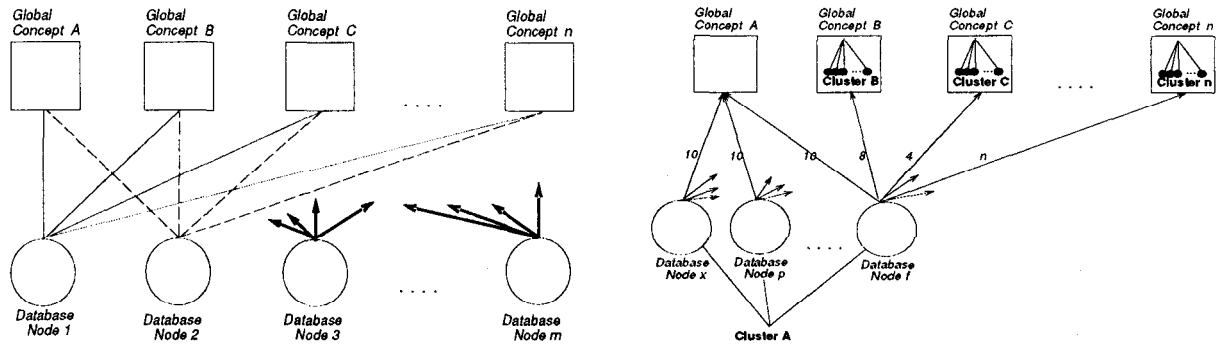 Global
Concept A
Global
Concept B
Global
Concept C
Global
Concept n
. . . .
Database
Node 1
Database
Node 2
Database
Node 3
. . . .
Database
Node m
Global
Concept A
Global
Concept B
Global
Concept C
Global
Concept n
Cluster B
Cluster C
. . . .
Cluster n
10
10
10
8
4
n
Database
Node x
Database
Node p
. . . .
Database
Node f
Cluster A